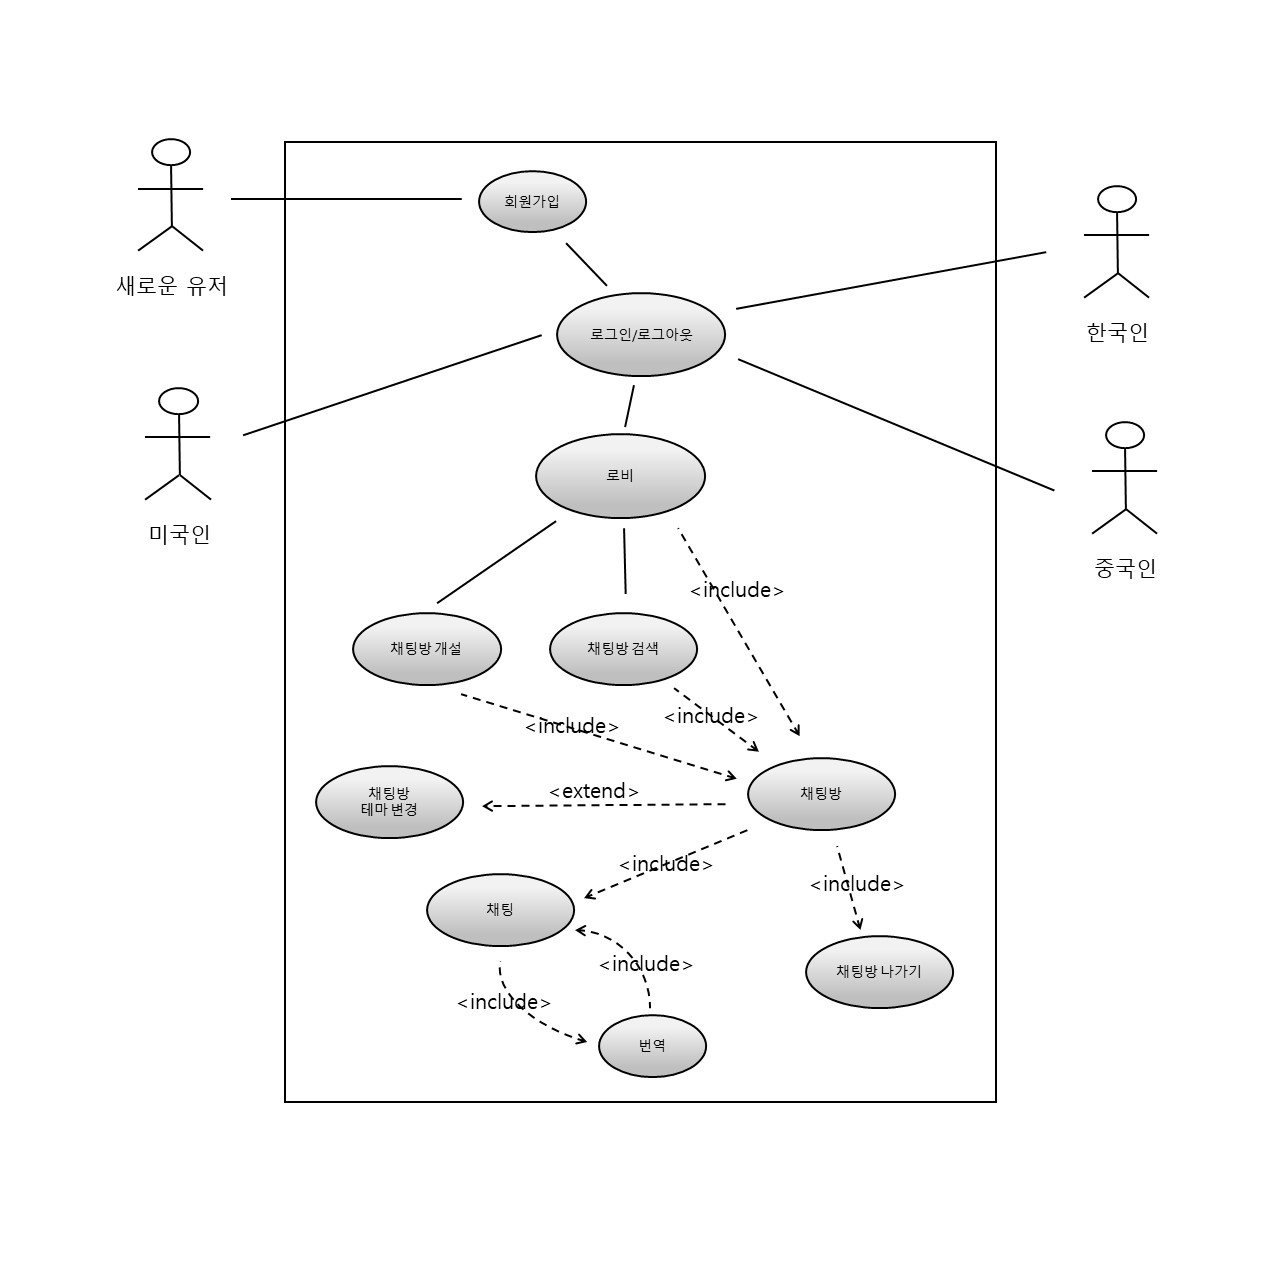 회원가입
새로운 유저
한국인
로그인/로그아웃
미국인
로비
중국인
<include>
채팅방 개설
채팅방 검색
<include>
<include>
채팅방
테마 변경
<extend>
채팅방
<include>
<include>
채팅
<include>
<include>
채팅방 나가기
번역